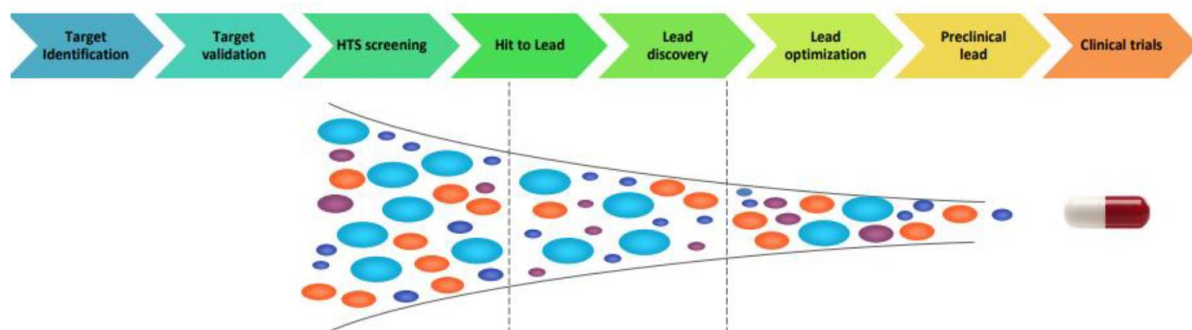 Target
Identification
Target
validation
HTS screening
Hit to Lead
Lead
discovery
Lead
optimization
Preclinical
lead
Clinical trials